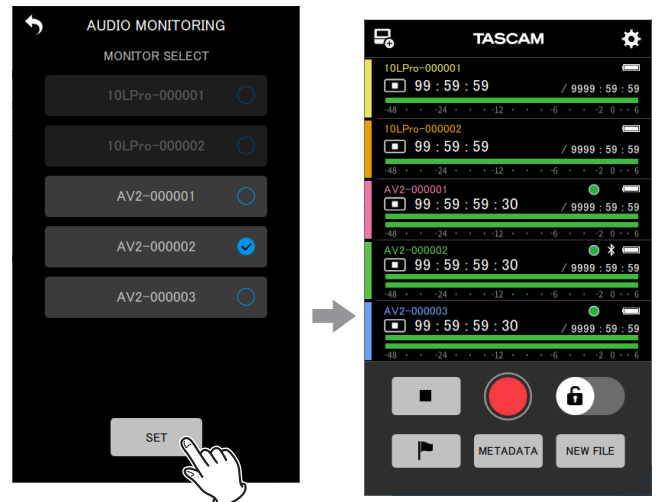 AUDIO MONITORING
MONITOR SELECT
10LPro-000001
10LPro-000002
AV2-000001
AV2-000002
AV2-000003
SET
TASCAM
10LPro-000001
99 : 59 : 59 / 9999 : 59 : 59
-48 · · -24 · · · -12 · · · -6 · · -2 0 · · 6
10LPro-000002
99 : 59 : 59 / 9999 : 59 : 59
-48 · · -24 · · · -12 · · · -6 · · -2 0 · · 6
AV2-000001
99 : 59 : 59 : 30 / 9999 : 59 : 59
-48 · · -24 · · · -12 · · · -6 · · -2 0 · · 6
AV2-000002
99 : 59 : 59 : 30 / 9999 : 59 : 59
-48 · · -24 · · · -12 · · · -6 · · -2 0 · · 6
AV2-000003
99 : 59 : 59 : 30 / 9999 : 59 : 59
-48 · · -24 · · · -12 · · · -6 · · -2 0 · · 6
METADATA
NEW FILE